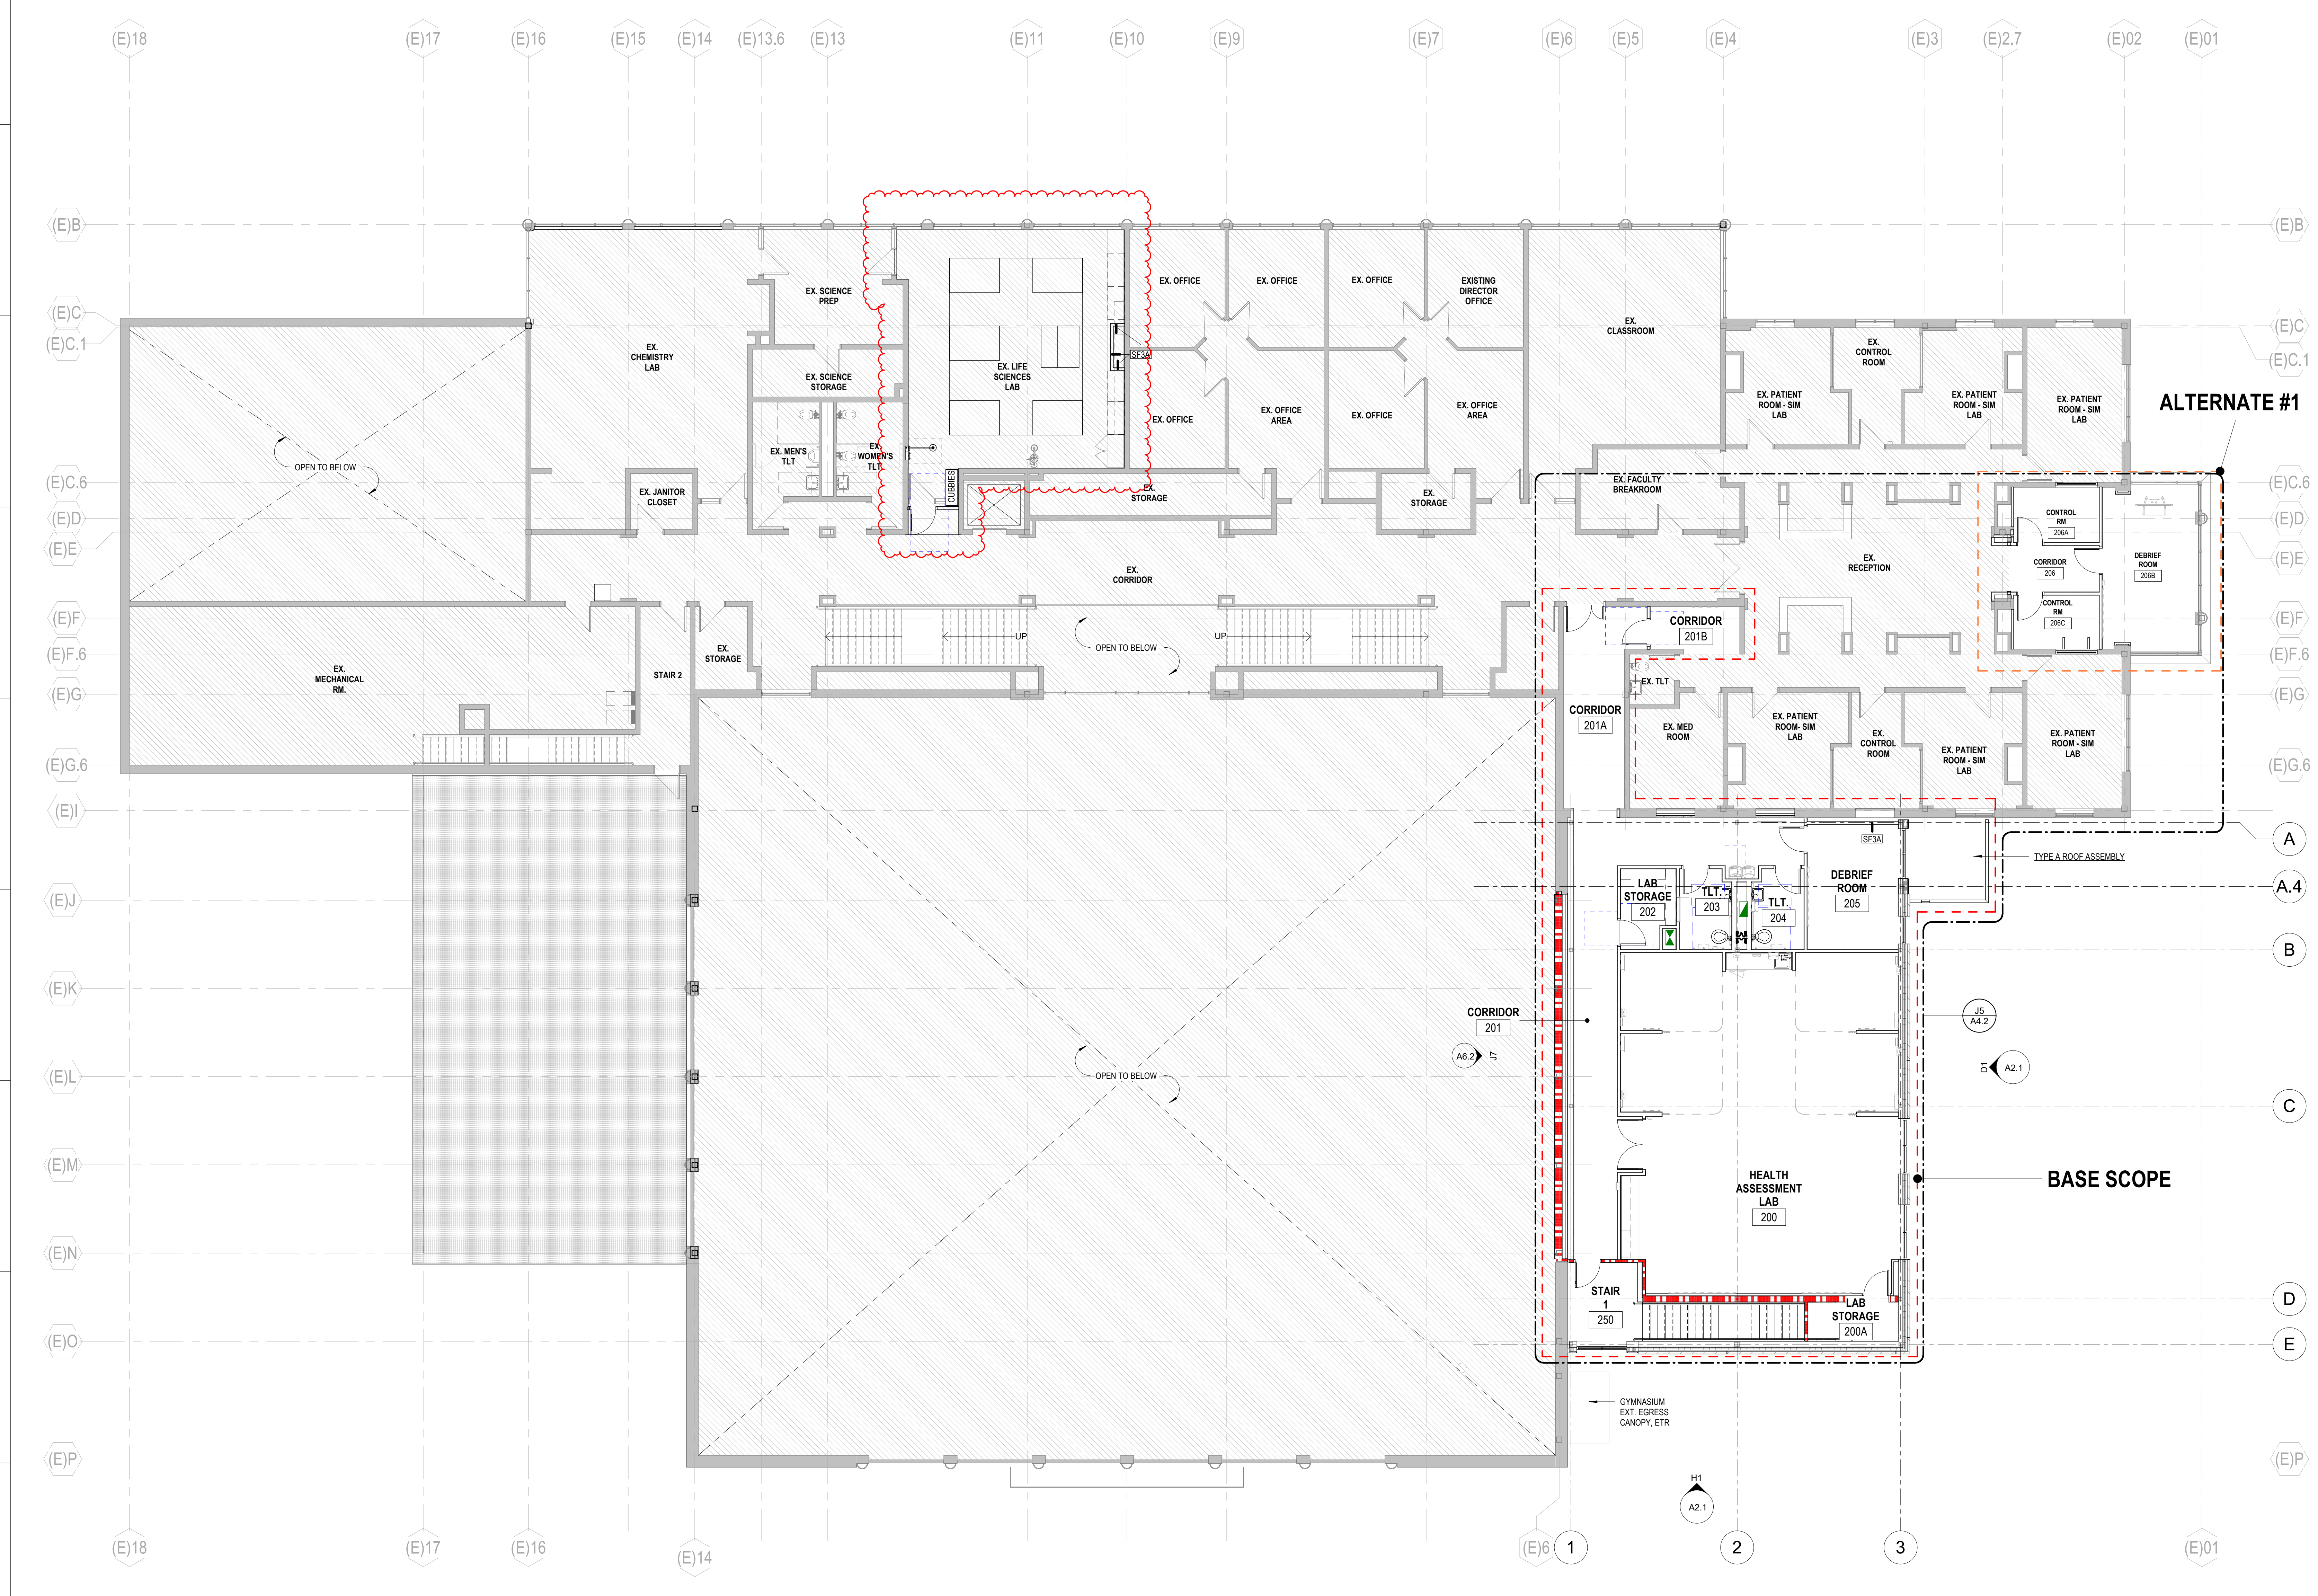 (E)18
(E)17
(E)16
(E)15
(E)14
(E)13.6
(E)13
(E)11
(E)10
(E)9
(E)7
(E)6
(E)5
(E)4
(E)3
(E)2.7
(E)02
(E)01
(E)B
(E)B
(E)C
(E)C.1
(E)C
(E)C.1
EX. SCIENCE
PREP
EX. OFFICE
EX. OFFICE
EX. OFFICE
EXISTING
DIRECTOR
OFFICE
EX.
CLASSROOM
EX.
CHEMISTRY
LAB
EX. SCIENCE
STORAGE
EX. LIFE
SCIENCES
LAB
SF3A
EX.
CONTROL
ROOM
EX. PATIENT
ROOM - SIM
LAB
EX. PATIENT
ROOM - SIM
LAB
EX. PATIENT
ROOM - SIM
LAB
ALTERNATE #1
EX. OFFICE
EX. OFFICE
AREA
EX. OFFICE
EX. OFFICE
AREA
EX. MEN'S
TLT
EX.
WOMEN'S
TLT
OPEN TO BELOW
(E)C.6
(E)D
(E)E
EX. JANITOR
CLOSET
CUBBIES
EX.
STORAGE
EX.
STORAGE
EX. FACULTY
BREAKROOM
(E)C.6
(E)D
(E)E
CONTROL
RM
206A
CORRIDOR
206
DEBRIEF
ROOM
206B
CONTROL
RM
206C
EX.
RECEPTION
EX.
CORRIDOR
(E)F
(E)F.6
(E)G
(E)G.6
(E)F
(E)F.6
(E)G
(E)G.6
CORRIDOR
201B
UP
UP
OPEN TO BELOW
EX.
STORAGE
STAIR 2
EX.
MECHANICAL
RM.
EX. TLT
CORRIDOR
201A
EX. MED
ROOM
EX. PATIENT
ROOM- SIM
LAB
EX.
CONTROL
ROOM
EX. PATIENT
ROOM - SIM
LAB
EX. PATIENT
ROOM - SIM
LAB
(E)I
SF3A
A
TYPE A ROOF ASSEMBLY
(E)J
LAB
STORAGE
202
TLT.
203
TLT.
204
DEBRIEF
ROOM
205
A.4
B
(E)K
CORRIDOR
201
A6.2
J7
J5
A4.2
D1
A2.1
(E)L
OPEN TO BELOW
C
(E)M
HEALTH
ASSESSMENT
LAB
200
BASE SCOPE
(E)N
STAIR
1
250
LAB
STORAGE
200A
D
(E)O
E
GYMNASIUM
EXT. EGRESS
CANOPY, ETR
(E)P
(E)P
H1
A2.1
(E)18
(E)17
(E)16
(E)14
(E)6
1
2
3
(E)01